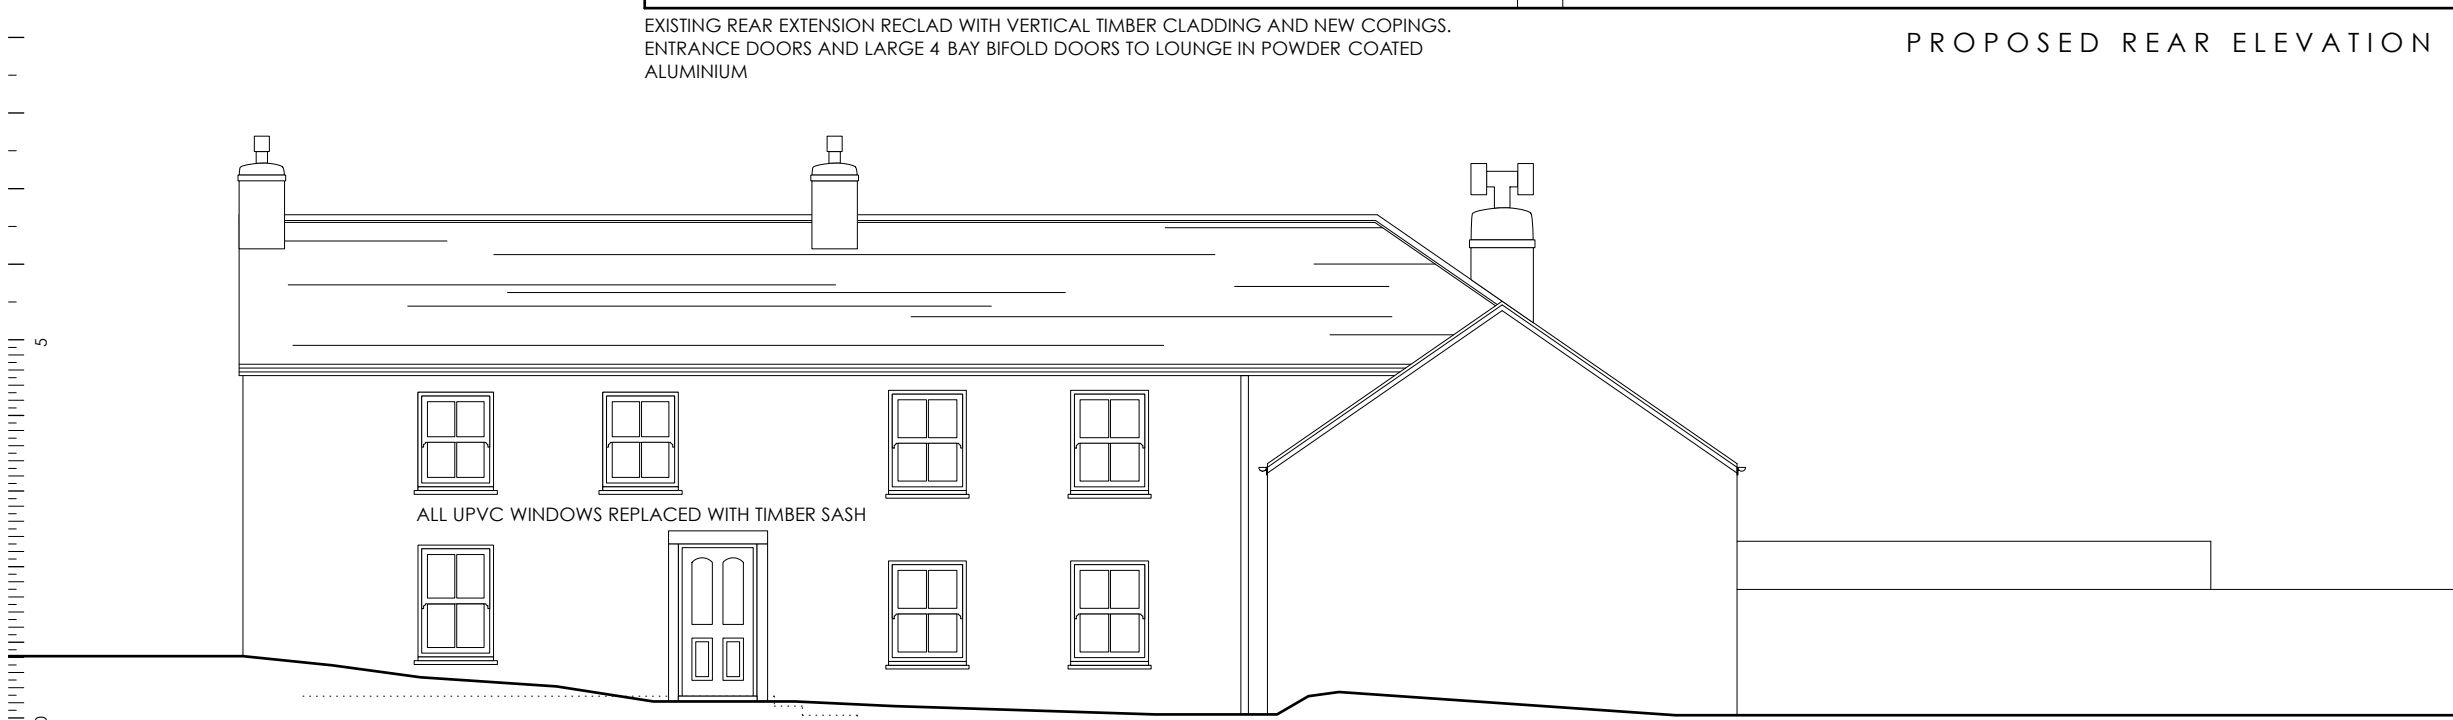 EXISTING REAR EXTENSION RECLAD WITH VERTICAL TIMBER CLADDING AND NEW COPINGS.
ENTRANCE DOORS AND LARGE 4 BAY BIFOLD DOORS TO LOUNGE IN POWDER COATED
ALUMINIUM
PROPOSED REAR ELEVATION
5
ALL UPVC WINDOWS REPLACED WITH TIMBER SASH
0